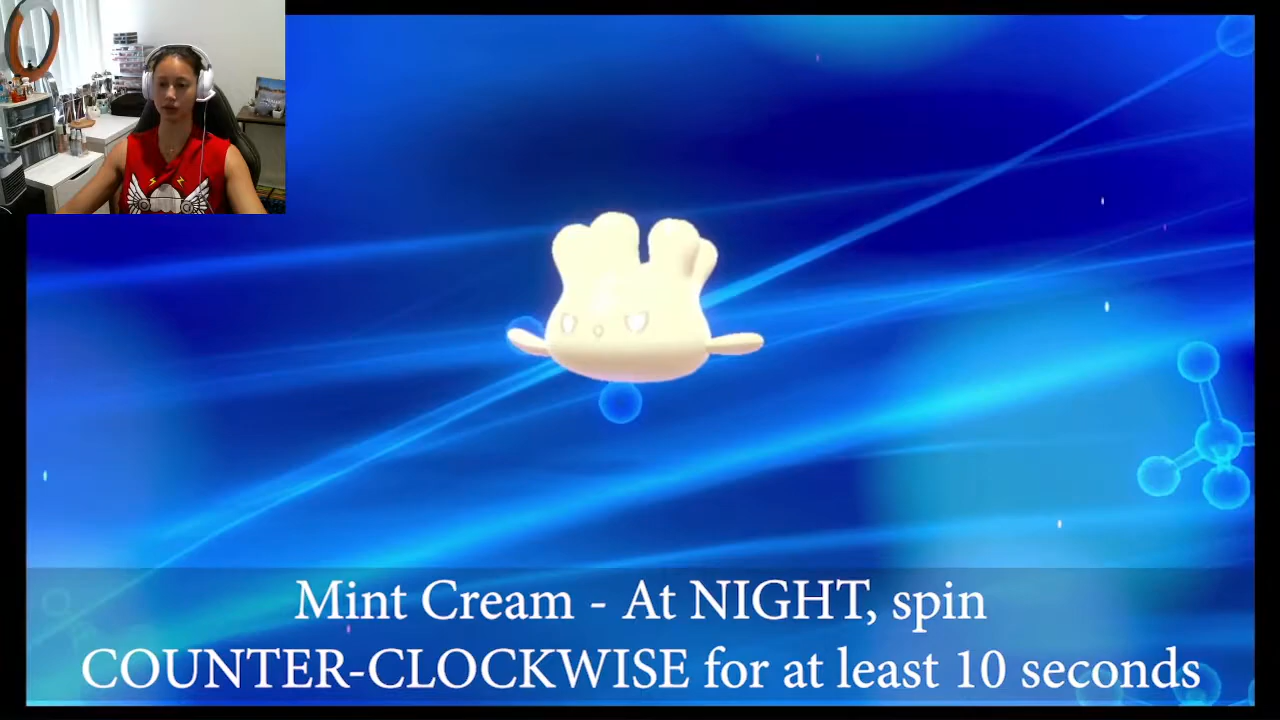 Mint Cream - At NIGHT, spin
COUNTER-CLOCKWISE for at least 10 seconds